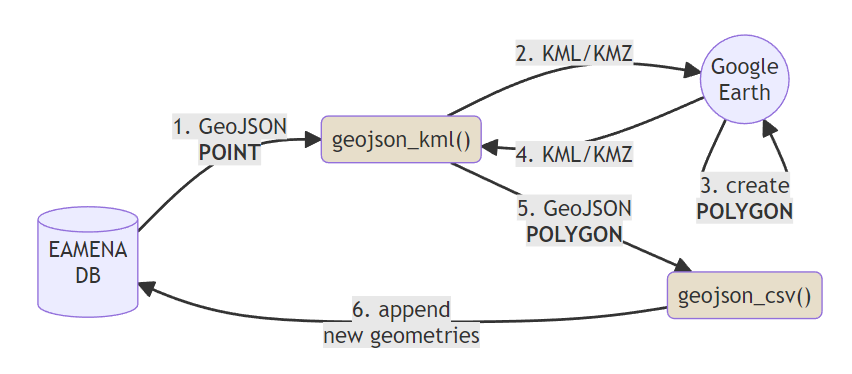 2. KML/KMZ
Google
Earth
1. GeoJSON
POINT
geojson_kml()
4. KML/KMZ
3. create
POLYGON
5. GeoJSON
POLYGON
EAMENA
DB
geojson_csv()
6. append
new geometries